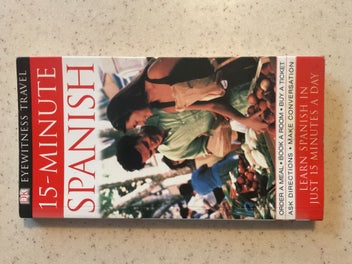 DK EYEWITNESS TRAVEL
15-MINUTE
SPANISH
ORDER A MEAL • BOOK A ROOM • BUY A TICKET
ASK DIRECTIONS • MAKE CONVERSATION
LEARN SPANISH IN
JUST 15 MINUTES A DAY